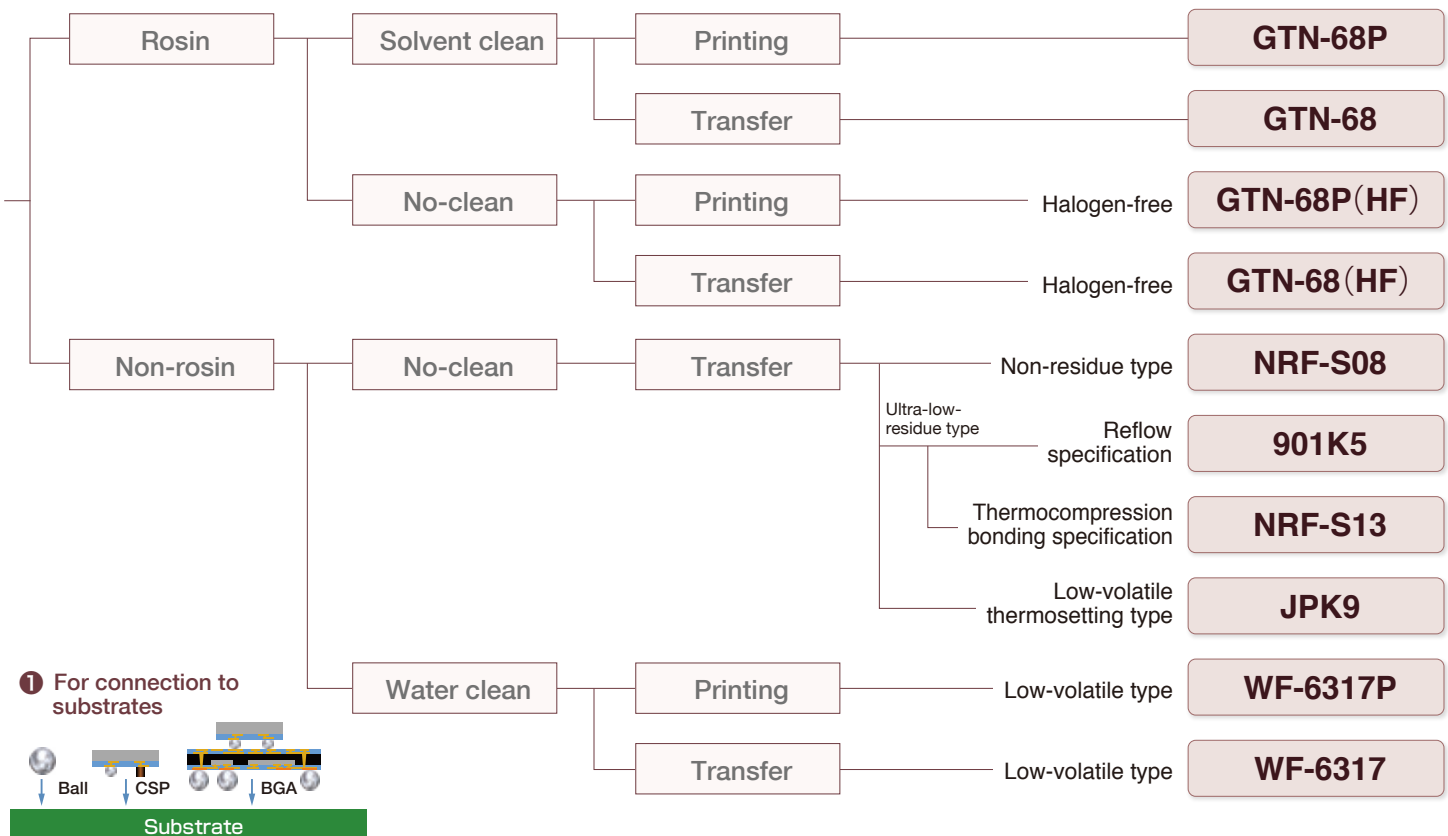 Rosin
Solvent clean
Printing
GTN-68P
Transfer
GTN-68
No-clean
Printing
Halogen-free
GTN-68P（HF）
Transfer
Halogen-free
GTN-68（HF）
Non-rosin
No-clean
Transfer
Non-residue type
NRF-S08
Ultra-low-
residue type
Reflow
specification
901K5
Thermocompression
bonding specification
NRF-S13
Low-volatile
thermosetting type
JPK9
Water clean
Printing
Low-volatile type
WF-6317P
Transfer
Low-volatile type
WF-6317
❶ For connection to
substrates
Ball
CSP
BGA
Substrate